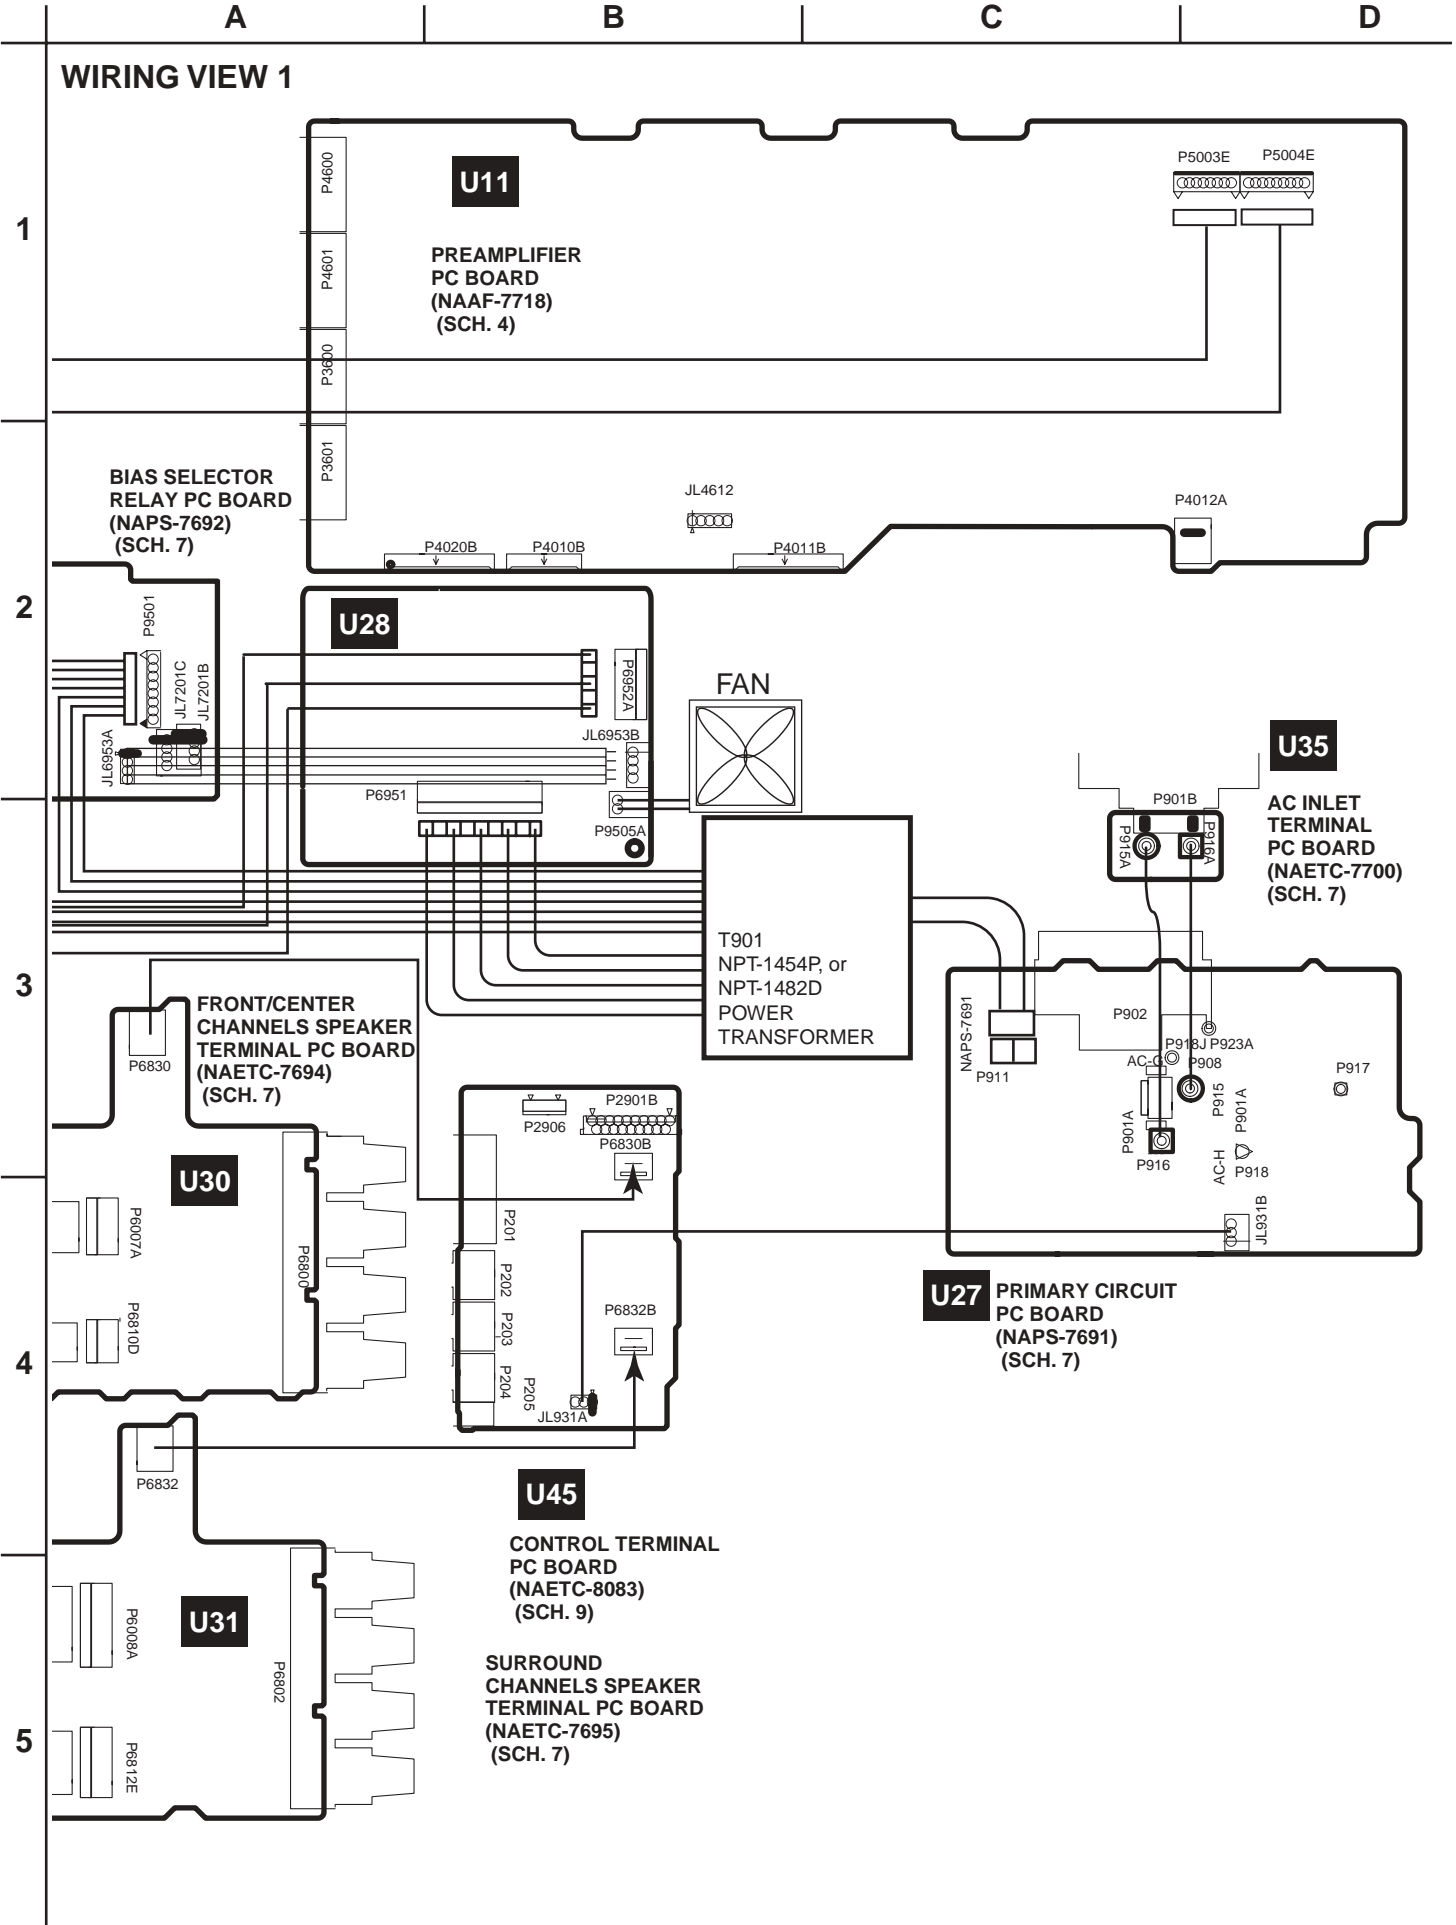 A B C D
WIRING VIEW 1
1
P4600
P4601
P3600
P3601
U11
PREAMPLIFIER
PC BOARD
(NAAF-7718)
(SCH. 4)
P5003E P5004E
BIAS SELECTOR
RELAY PC BOARD
(NAPS-7692)
(SCH. 7)
JL4612
P4012A
P4020B P4010B P4011B
2
P9501
JL7201C
JL7201B
JL6953A
U28
P6952A
JL6953B
P6951
P9505A
FAN
U35
AC INLET
TERMINAL
PC BOARD
(NAETC-7700)
(SCH. 7)
P901B
P915A
P916A
3
T901
NPT-1454P, or
NPT-1482D
POWER
TRANSFORMER
FRONT/CENTER
CHANNELS SPEAKER
TERMINAL PC BOARD
(NAETC-7694)
(SCH. 7)
P6830
NAPS-7691
P911
P902
P918J P923A
AC-G P908
P917
P915
P901A
P901A
P916
AC-H
P918
JL931B
U27
PRIMARY CIRCUIT
PC BOARD
(NAPS-7691)
(SCH. 7)
P2906
P2901B
P6830B
U30
P6007A
P6800
P6810D
4
P201
P202
P203
P204
P205
P6832B
JL931A
P6832
U45
CONTROL TERMINAL
PC BOARD
(NAETC-8083)
(SCH. 9)
U31
P6008A
P6802
P6812E
5
SURROUND
CHANNELS SPEAKER
TERMINAL PC BOARD
(NAETC-7695)
(SCH. 7)